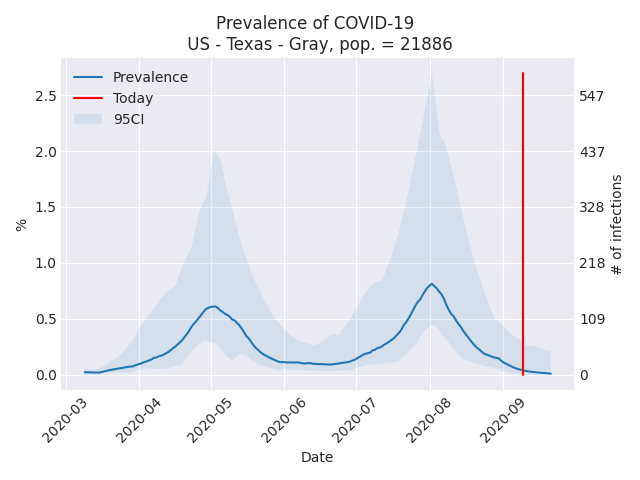 Prevalence of COVID-19
US - Texas - Gray, pop. = 21886
Prevalence
Today
95CI
2.5
2.0
1.5
1.0
0.5
0.0
%
547
437
328
218
109
0
# of infections
2020-03
2020-04
2020-05
2020-06
2020-07
2020-08
2020-09
Date